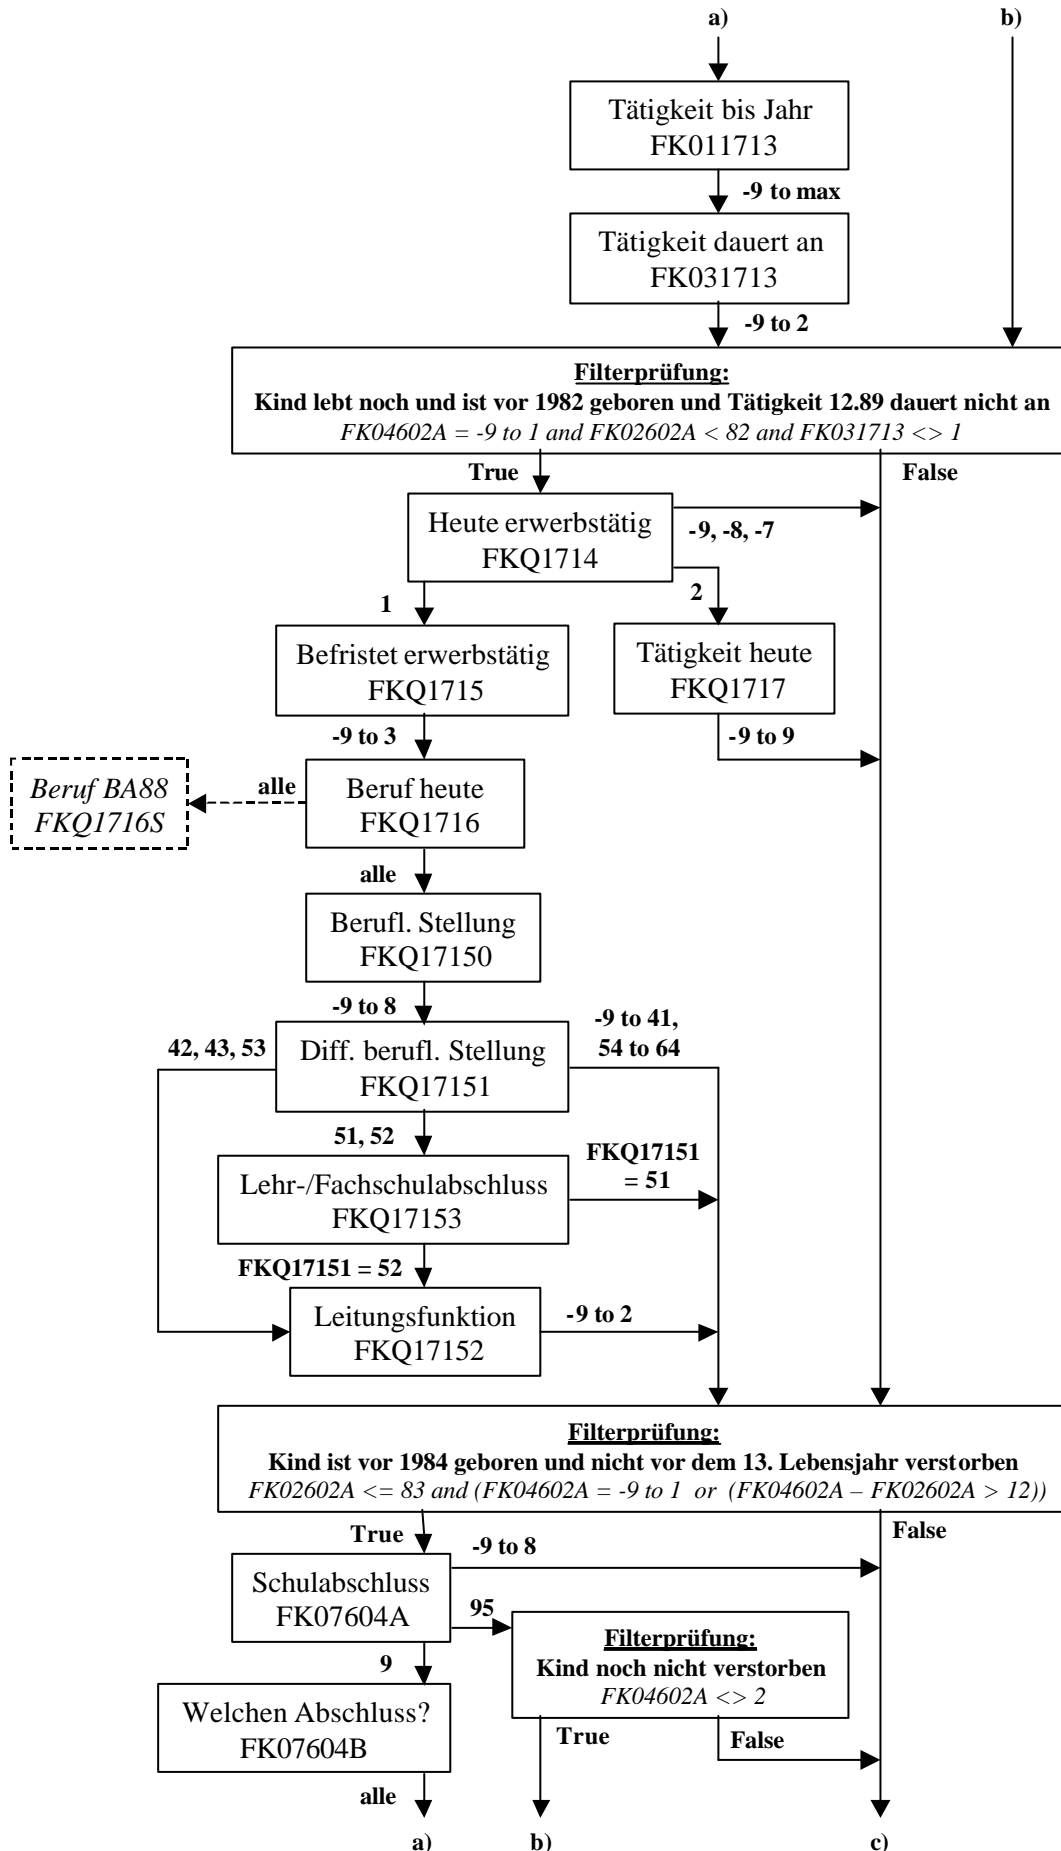 a)
b)
Tätigkeit bis Jahr
FK011713
-9 to max
Tätigkeit dauert an
FK031713
-9 to 2
Filterprüfung:
Kind lebt noch und ist vor 1982 geboren und Tätigkeit 12.89 dauert nicht an
FK04602A = -9 to 1 and FK02602A < 82 and FK031713 <> 1
True
False
Heute erwerbstätig
FKQ1714
-9, -8, -7
1
2
Befristet erwerbstätig
FKQ1715
Tätigkeit heute
FKQ1717
-9 to 3
-9 to 9
Beruf BA88
FKQ1716S
alle
Beruf heute
FKQ1716
alle
Berufl. Stellung
FKQ17150
-9 to 8
42, 43, 53
Diff. berufl. Stellung
FKQ17151
-9 to 41,
54 to 64
51, 52
Lehr-/Fachschulabschluss
FKQ17153
FKQ17151
= 51
FKQ17151 = 52
Leitungsfunktion
FKQ17152
-9 to 2
Filterprüfung:
Kind ist vor 1984 geboren und nicht vor dem 13. Lebensjahr verstorben
FK02602A <= 83 and (FK04602A = -9 to 1 or (FK04602A – FK02602A > 12))
True
False
Schulabschluss
FK07604A
-9 to 8
95
9
Filterprüfung:
Kind noch nicht verstorben
FK04602A <> 2
Welchen Abschluss?
FK07604B
True
False
alle
a)
b)
c)